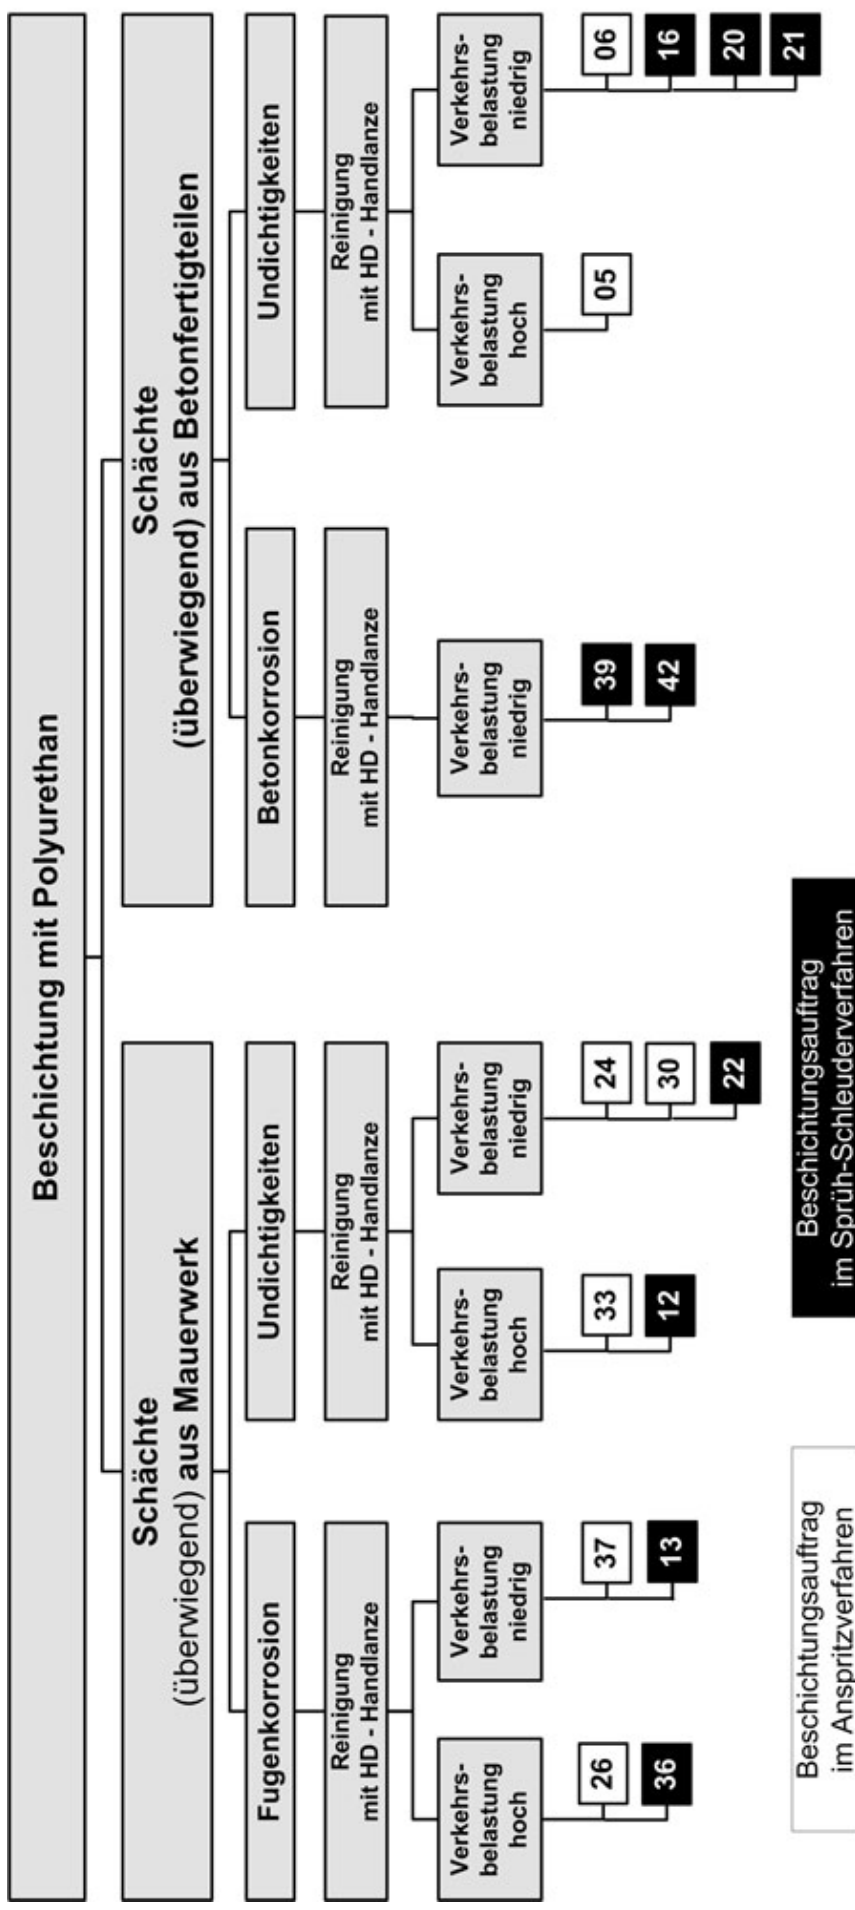 Beschichtung mit Polyurethan
Schächte
(überwiegend) aus Mauerwerk
Schächte
(überwiegend) aus Betonfertigteilen
Fugenkorrosion
Undichtigkeiten
Betonkorrosion
Undichtigkeiten
Reinigung
mit HD - Handlanze
Reinigung
mit HD - Handlanze
Reinigung
mit HD - Handlanze
Reinigung
mit HD - Handlanze
Verkehrs-
belastung
hoch
Verkehrs-
belastung
niedrig
Verkehrs-
belastung
hoch
Verkehrs-
belastung
niedrig
Verkehrs-
belastung
niedrig
Verkehrs-
belastung
hoch
Verkehrs-
belastung
niedrig
26
36
37
13
33
12
24
30
22
39
42
05
06
16
20
21
Beschichtungsauftrag
im Anspritzverfahren
Beschichtungsauftrag
im Sprüh-Schleuderverfahren